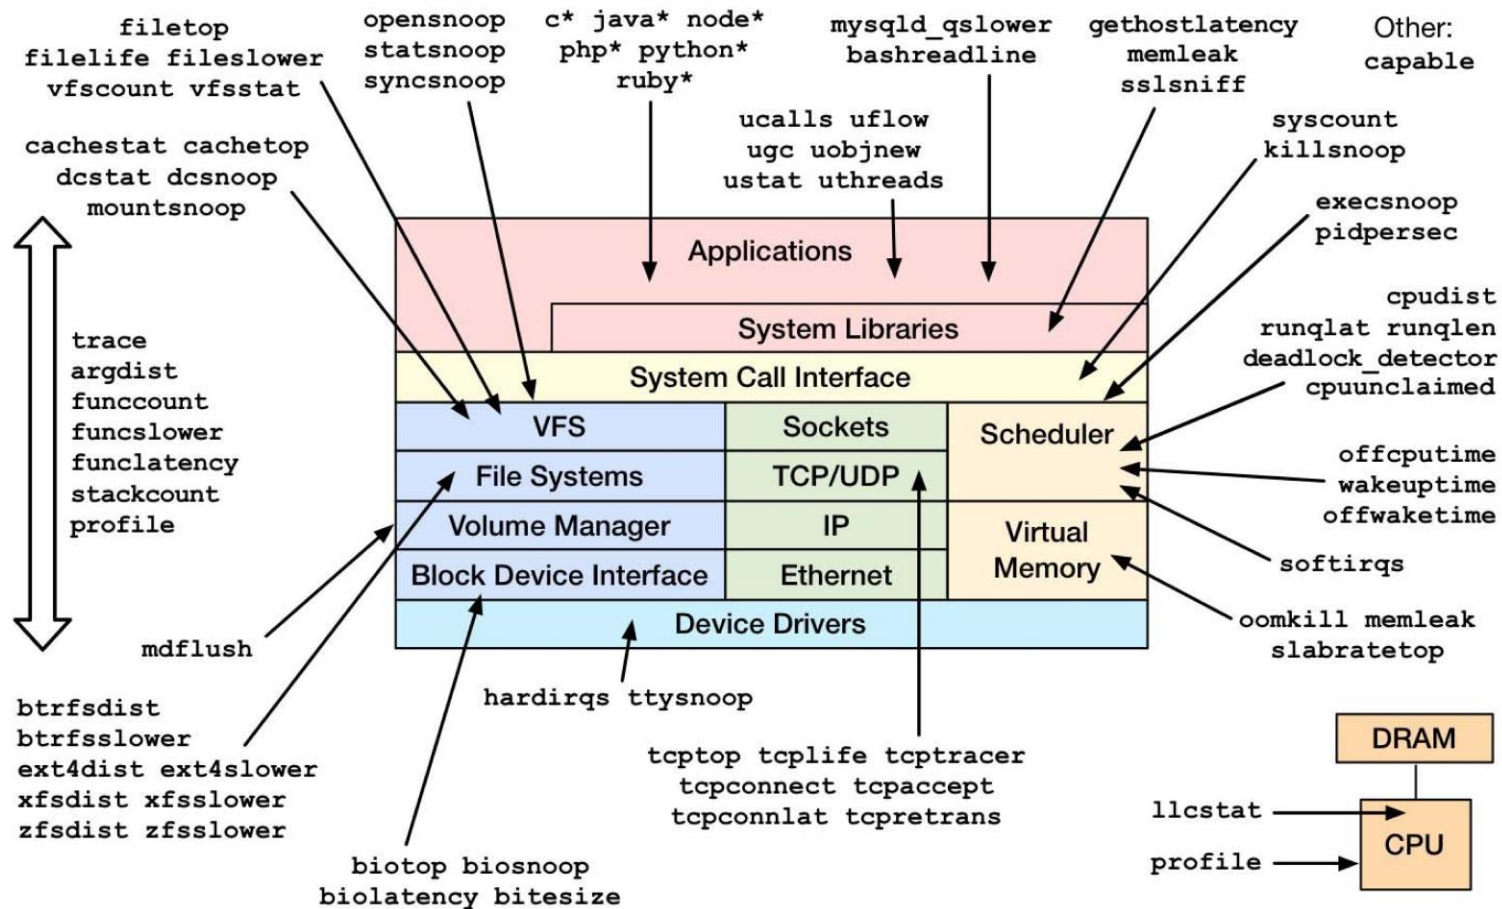 filetop
filelife fileslower
vfscount vfsstat
opensnoop
statsnoop
syncsnoop
c* java* node*
php* python*
ruby*
mysqld_qslower
bashreadline
gethostlatency
memleak
sslsniff
Other:
capable
cachestat cachetop
dcstat dcsnoop
mountsnoop
ucalls uflow
ugc uobjnew
ustat uthreads
syscount
killsnoop
execsnoop
pidpersec
Applications
System Libraries
System Call Interface
VFS
Sockets
Scheduler
File Systems
TCP/UDP
Volume Manager
IP
Virtual
Memory
Block Device Interface
Ethernet
Device Drivers
trace
argdist
funccount
funcslower
funclatency
stackcount
profile
cpudist
runqlat runqlen
deadlock_detector
cpuunclaimed
offcputime
wakeuptime
offwaketime
softirqs
oomkill memleak
slabratetop
mdflush
hardirqs ttysnoop
btrfsdist
btrfsslower
ext4dist ext4slower
xfsdist xfsslower
zfsdist zfsslower
tcptop tcplife tcptracer
tcpconnect tcpaccept
tcpconnlat tcpretrans
biotop biosnoop
biolatency bitesize
DRAM
llcstat
CPU
profile